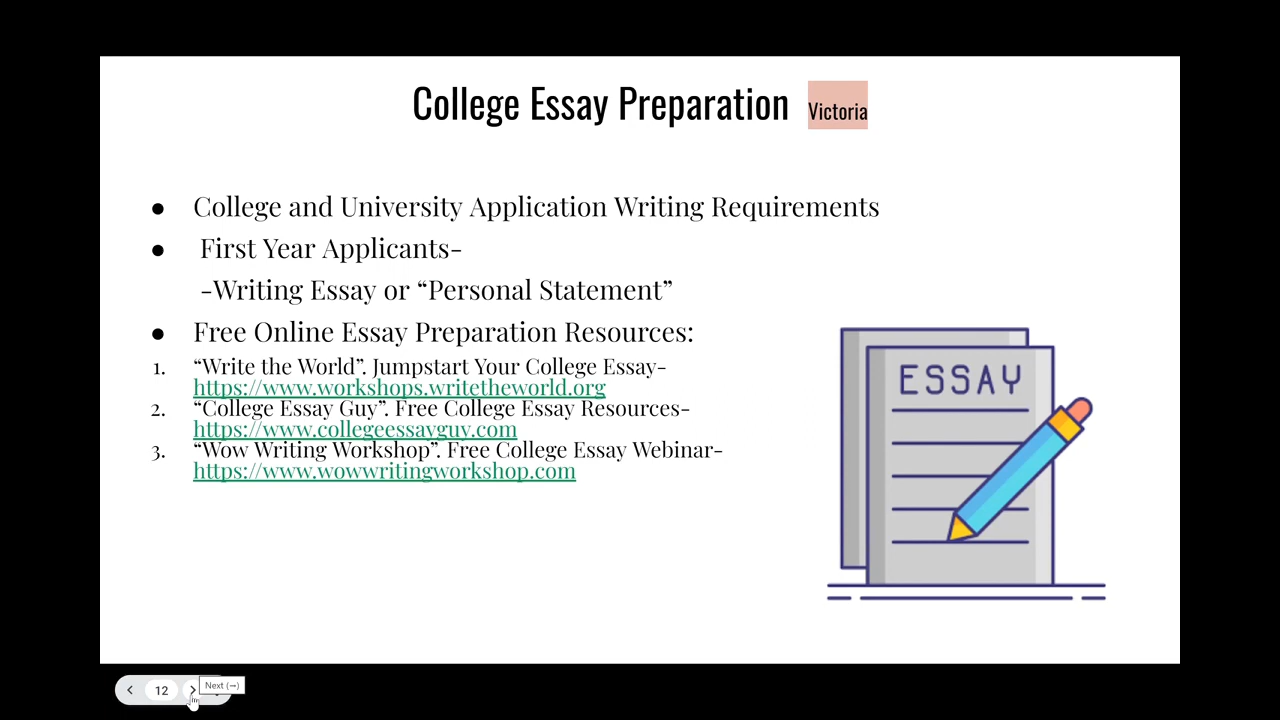 College Essay Preparation Victoria
● College and University Application Writing Requirements
● First Year Applicants-
-Writing Essay or “Personal Statement”
● Free Online Essay Preparation Resources:
1. “Write the World”. Jumpstart Your College Essay-
https://www.workshops.writetheworld.org
2. “College Essay Guy”. Free College Essay Resources-
https://www.collegeessayguy.com
3. “Wow Writing Workshop”. Free College Essay Webinar-
https://www.wowwritingworkshop.com
ESSAY
12
Next (→)